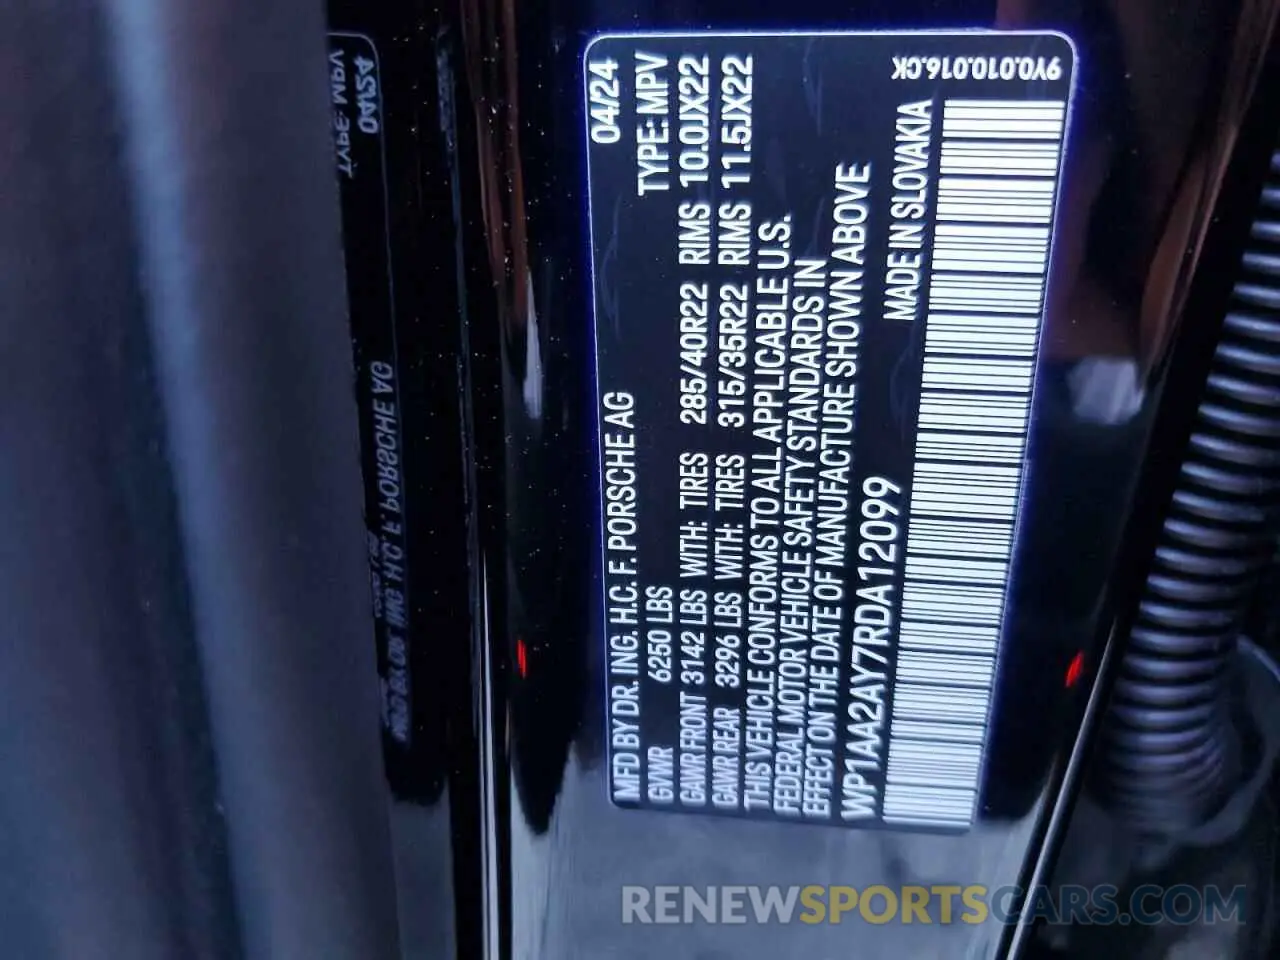 MFD BY DR. ING. H.C. F. PORSCHE AG 04/24
GVWR 6250 LBS TYPE: MPV
GAWR FRONT 3142 LBS WITH: TIRES 285/40R22 RIMS 10.0JX22
GAWR REAR 3296 LBS WITH: TIRES 315/35R22 RIMS 11.5JX22
THIS VEHICLE CONFORMS TO ALL APPLICABLE U.S.
FEDERAL MOTOR VEHICLE SAFETY STANDARDS IN
EFFECT ON THE DATE OF MANUFACTURE SHOWN ABOVE
WP1AA2AY7RDA12099 MADE IN SLOVAKIA
9Y0.010.016.CK
RENEWSPORTSCARS.COM